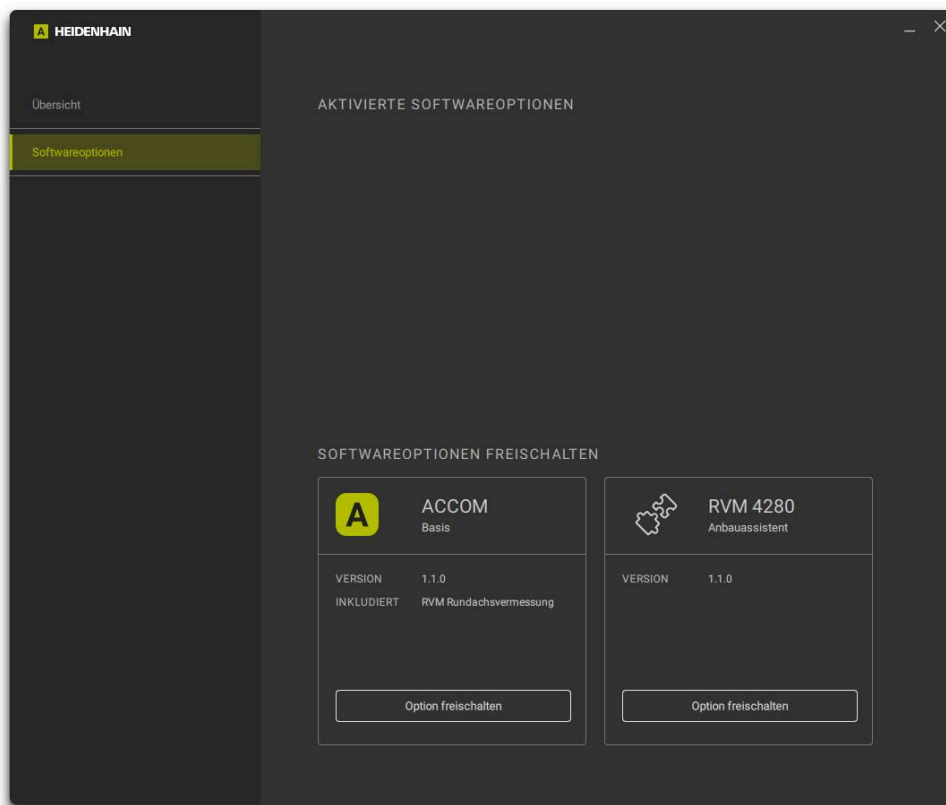 A HEIDENHAIN
Übersicht
Softwareoptionen
AKTIVIERTE SOFTWAREOPTIONEN
SOFTWAREOPTIONEN FREISCHALTEN
A
ACCOM
Basis
VERSION 1.1.0
INKLUDIERT RVM Rundachsvermessung
Option freischalten
RVM 4280
Anbauassistent
VERSION 1.1.0
Option freischalten